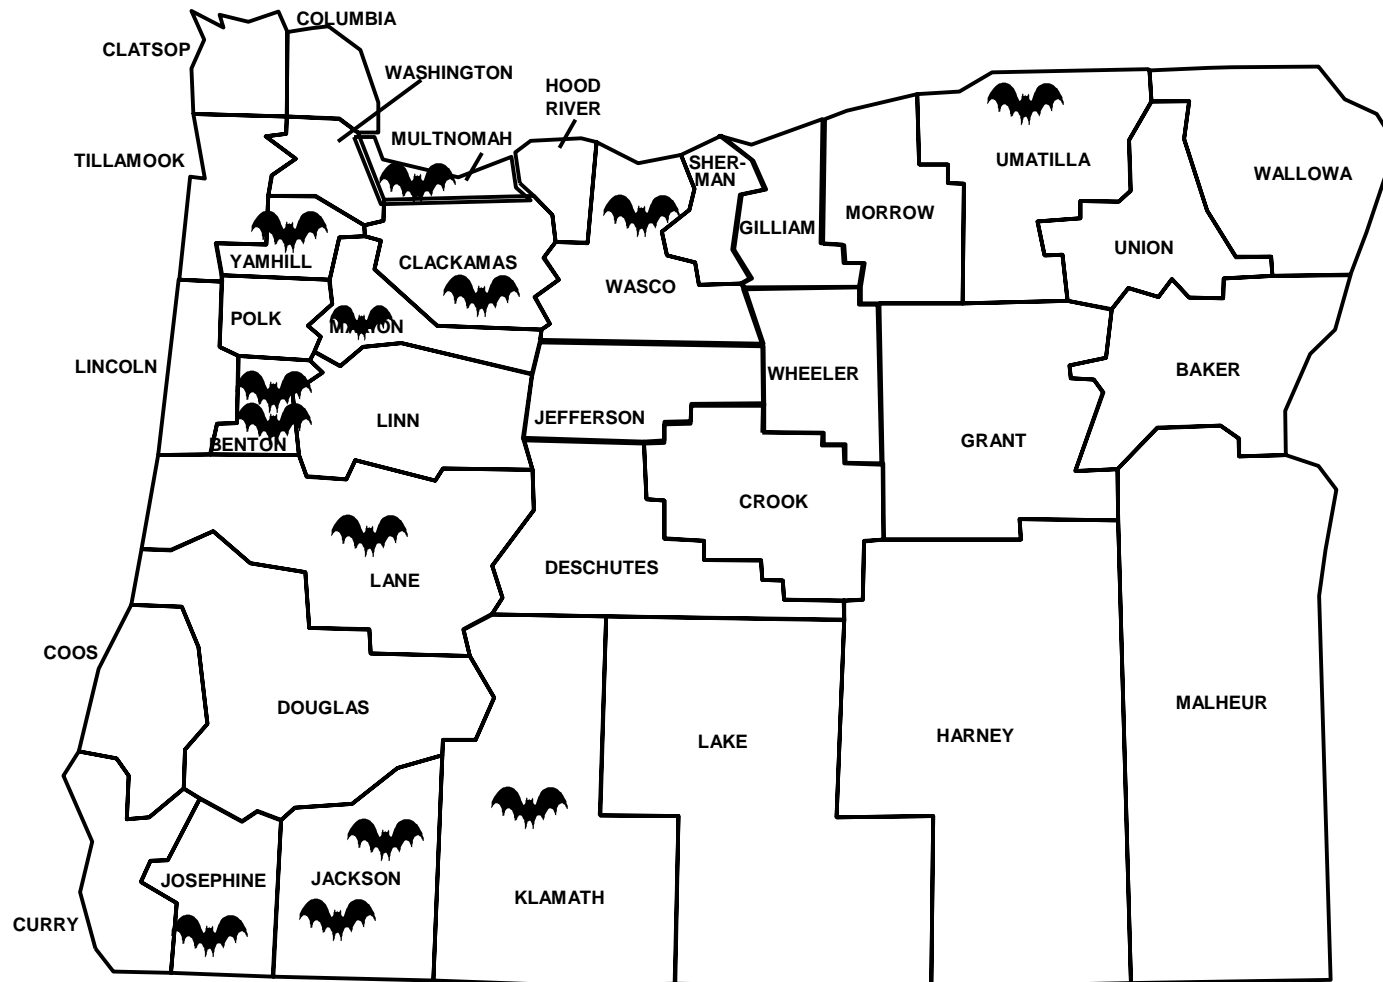 COLUMBIA
CLATSOP
WASHINGTON
HOOD
RIVER
MULTNOMAH
TILLAMOOK
SHER-
MAN
UMATILLA
WALLOWA
MORROW
GILLIAM
UNION
YAMHILL
CLACKAMAS
WASCO
POLK
MARION
LINCOLN
WHEELER
BAKER
JEFFERSON
LINN
BENTON
GRANT
CROOK
DESCHUTES
LANE
COOS
DOUGLAS
MALHEUR
HARNEY
LAKE
JOSEPHINE
JACKSON
KLAMATH
CURRY